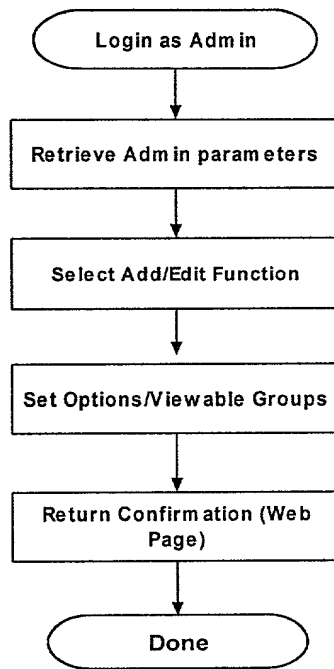 Login as Admin
Retrieve Admin parameters
Select Add/Edit Function
Set Options/Viewable Groups
Return Confirmation (Web
Page)
Done